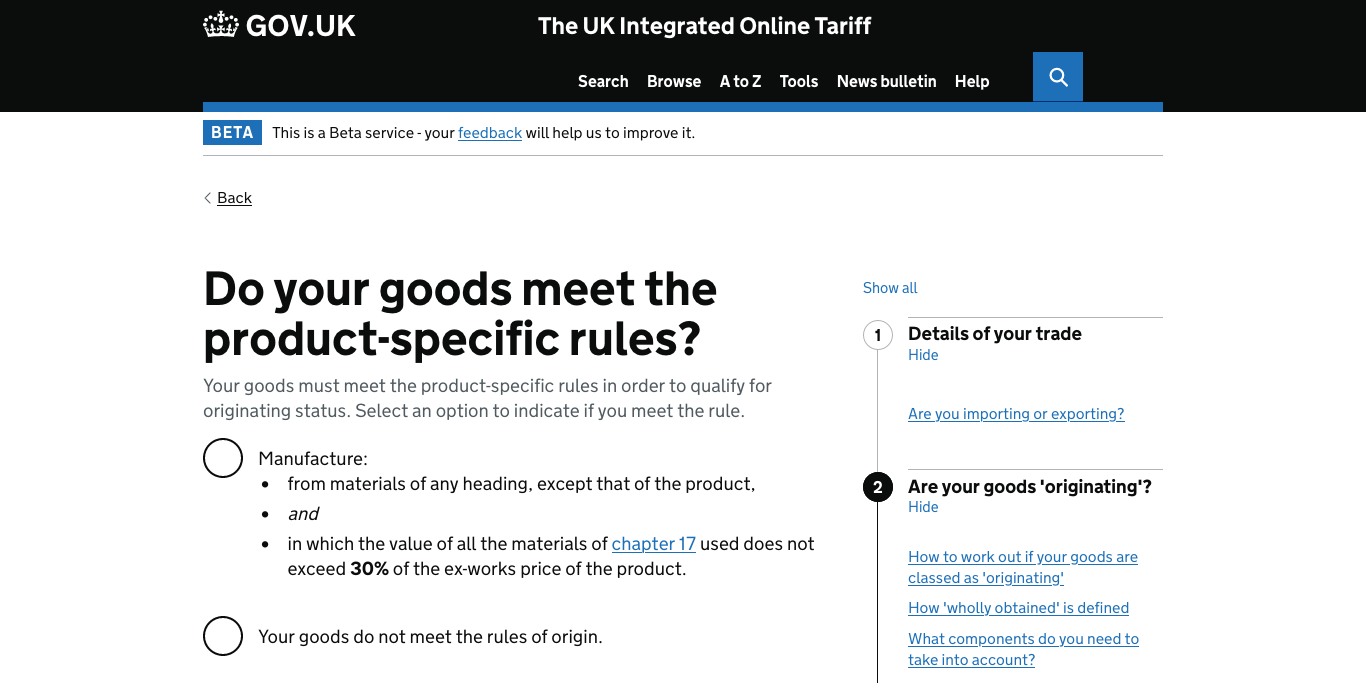 GOV.UK
The UK Integrated Online Tariff
Search Browse A to Z Tools News bulletin Help
BETA This is a Beta service - your feedback will help us to improve it.
Back
Do your goods meet the
product-specific rules?
Your goods must meet the product-specific rules in order to qualify for
originating status. Select an option to indicate if you meet the rule.
Manufacture:
• from materials of any heading, except that of the product,
• and
• in which the value of all the materials of chapter 17 used does not
exceed 30% of the ex-works price of the product.
Your goods do not meet the rules of origin.
Show all
1 Details of your trade
Hide
Are you importing or exporting?
2 Are your goods 'originating'?
Hide
How to work out if your goods are
classed as 'originating'
How 'wholly obtained' is defined
What components do you need to
take into account?